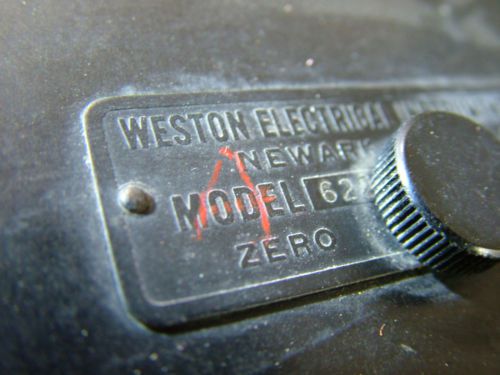 WESTON ELECTRICAL
NEWARK
MODEL 62
ZERO
A